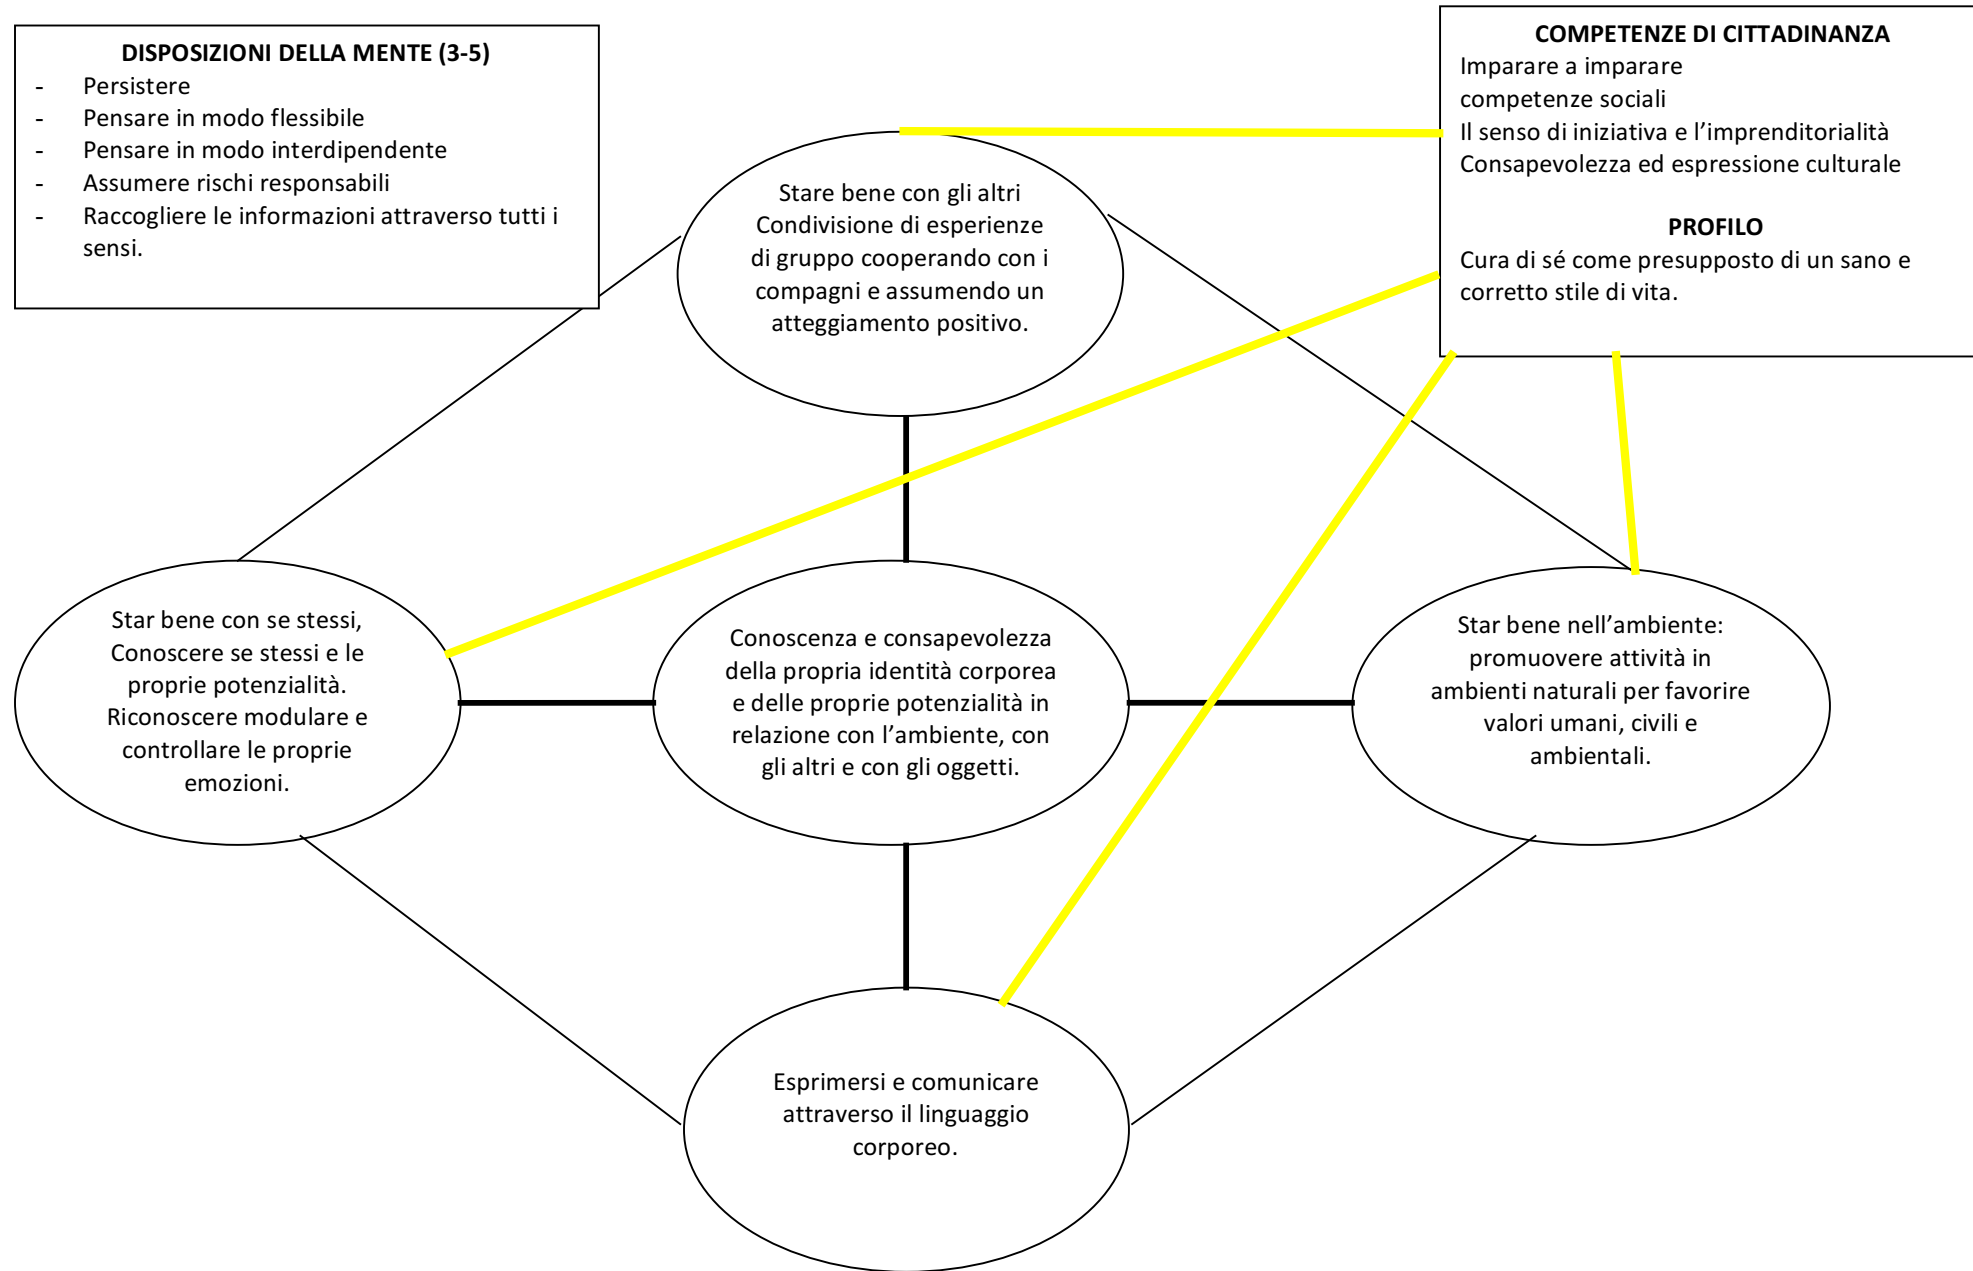 DISPOSIZIONI DELLA MENTE (3-5)
- Persistere
- Pensare in modo flessibile
- Pensare in modo interdipendente
- Assumere rischi responsabili
- Raccogliere le informazioni attraverso tutti i
sensi.
COMPETENZE DI CITTADINANZA
Imparare a imparare
competenze sociali
Il senso di iniziativa e l’imprenditorialità
Consapevolezza ed espressione culturale
PROFILO
Cura di sé come presupposto di un sano e
corretto stile di vita.
Stare bene con gli altri
Condivisione di esperienze
di gruppo cooperando con i
compagni e assumendo un
atteggiamento positivo.
Star bene con se stessi,
Conoscere se stessi e le
proprie potenzialità.
Riconoscere modulare e
controllare le proprie
emozioni.
Conoscenza e consapevolezza
della propria identità corporea
e delle proprie potenzialità in
relazione con l’ambiente, con
gli altri e con gli oggetti.
Star bene nell’ambiente:
promuovere attività in
ambienti naturali per favorire
valori umani, civili e
ambientali.
Esprimersi e comunicare
attraverso il linguaggio
corporeo.